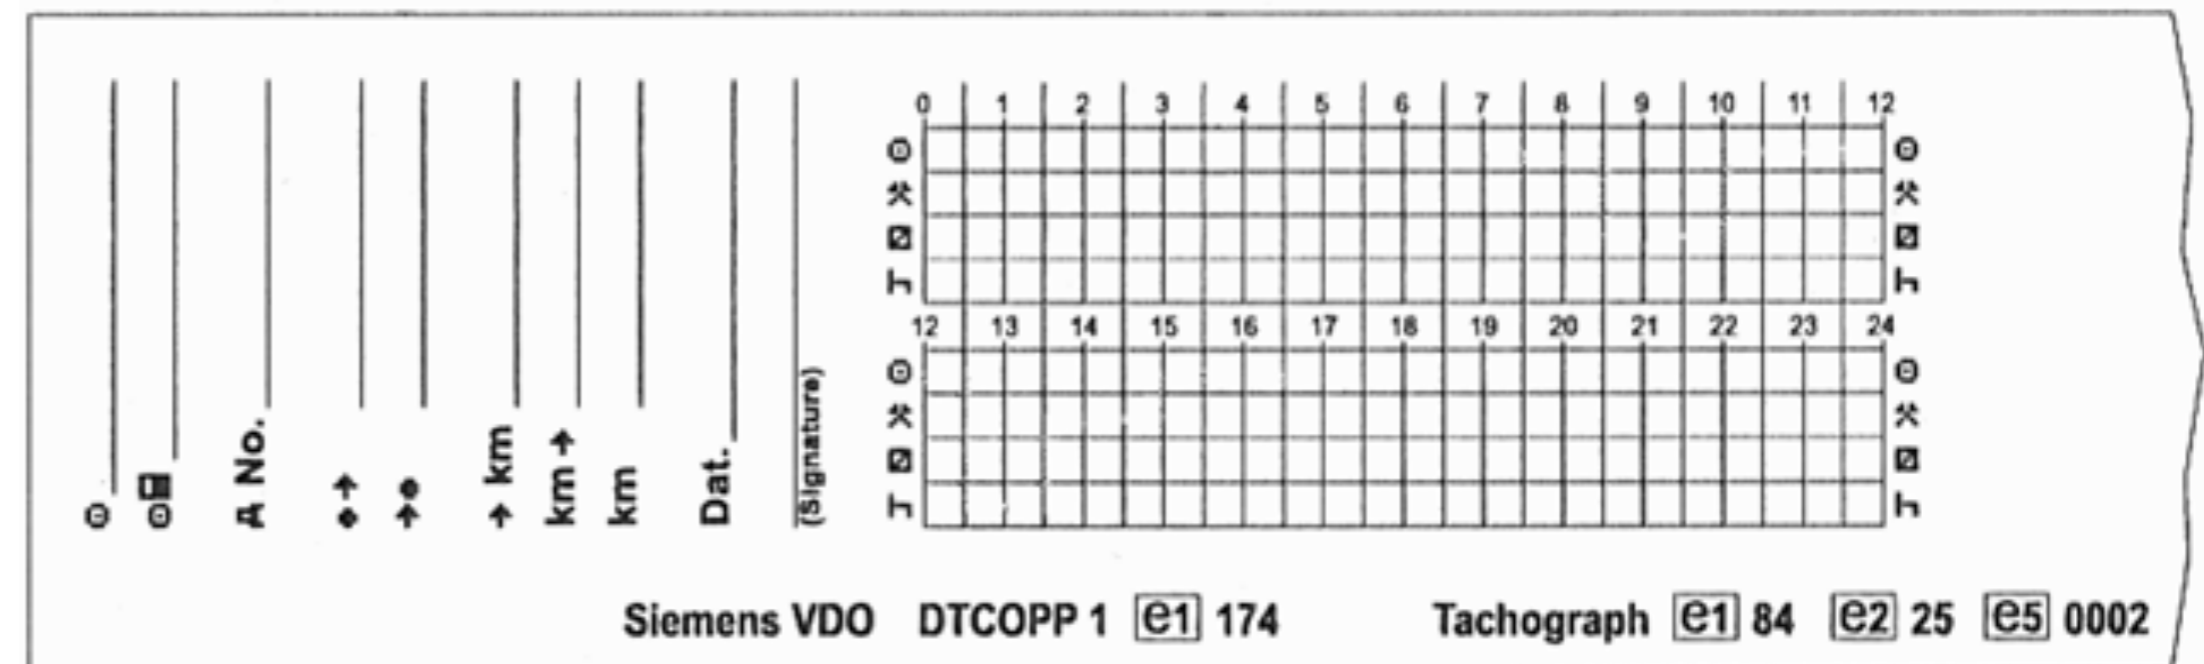 A No.
km
km
km
Dat.
(Signature)
0 1 2 3 4 5 6 7 8 9 10 11 12
12 13 14 15 16 17 18 19 20 21 22 23 24
Siemens VDO DTCOPP 1 e1 174 Tachograph e1 84 e2 25 e5 0002